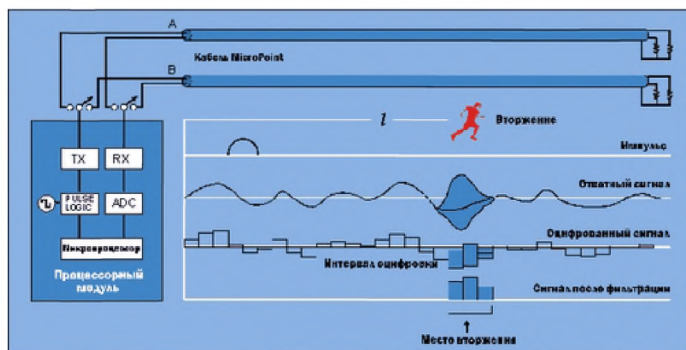 A
Кабель MicroPoint
B
l
Вторжение
Импульс
TX
RX
Ответный сигнал
PULSE
LOGIC
ADC
Оцифрованный сигнал
Микропроцессор
Интервал оцифровки
Процессорный
модуль
Сигнал после фильтрации
Место вторжения